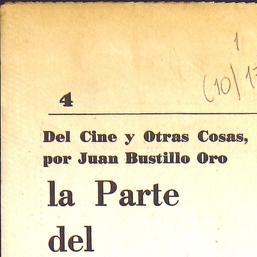 1
(10/1
4
Del Cine y Otras Cosas,
por Juan Bustillo Oro
la Parte
del